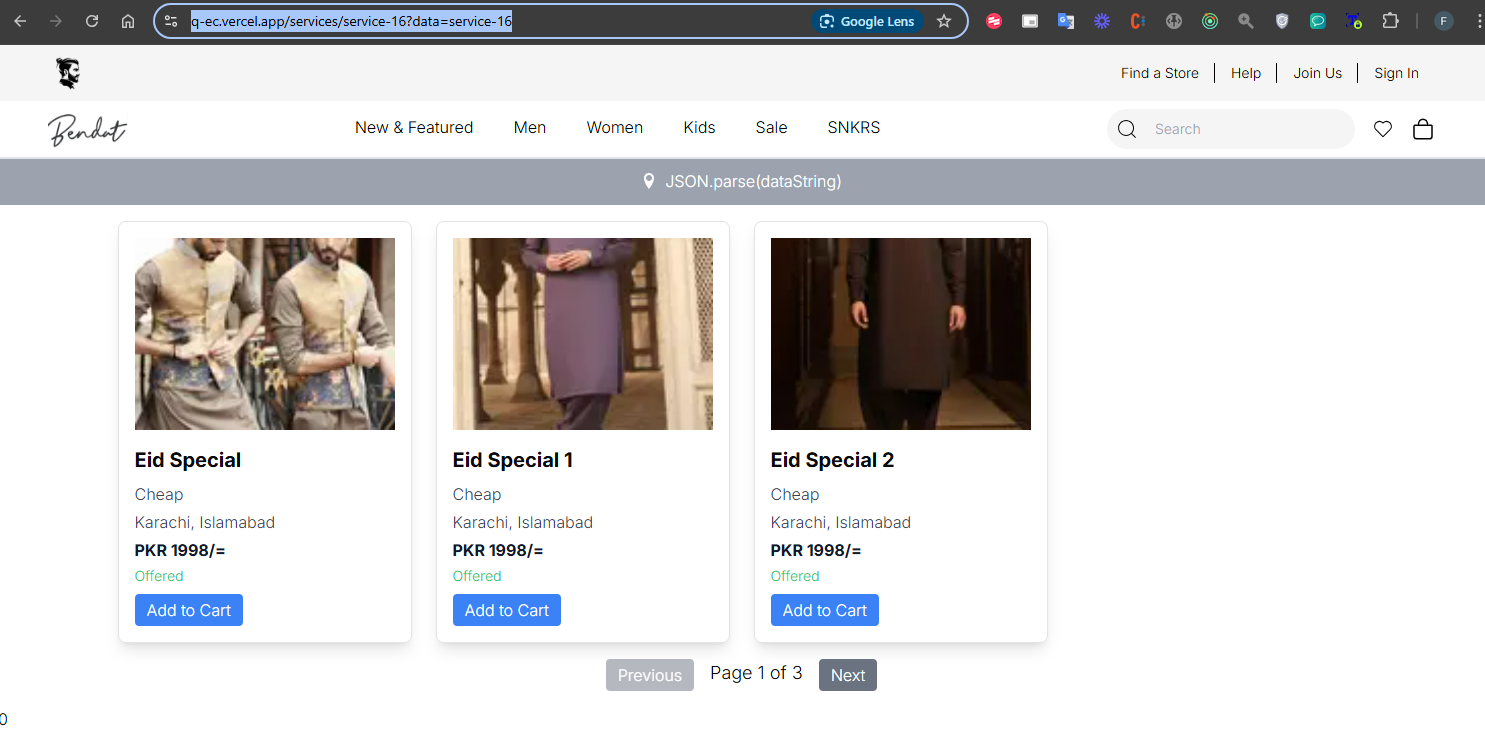 q-ec.vercel.app/services/service-16?data=service-16
Google Lens
F
Find a Store
Help
Join Us
Sign In
Bendat
New & Featured
Men
Women
Kids
Sale
SNKRS
Search
JSON.parse(dataString)
Eid Special
Cheap
Karachi, Islamabad
PKR 1998/=
Offered
Add to Cart
Eid Special 1
Cheap
Karachi, Islamabad
PKR 1998/=
Offered
Add to Cart
Eid Special 2
Cheap
Karachi, Islamabad
PKR 1998/=
Offered
Add to Cart
Previous
Page 1 of 3
Next
0